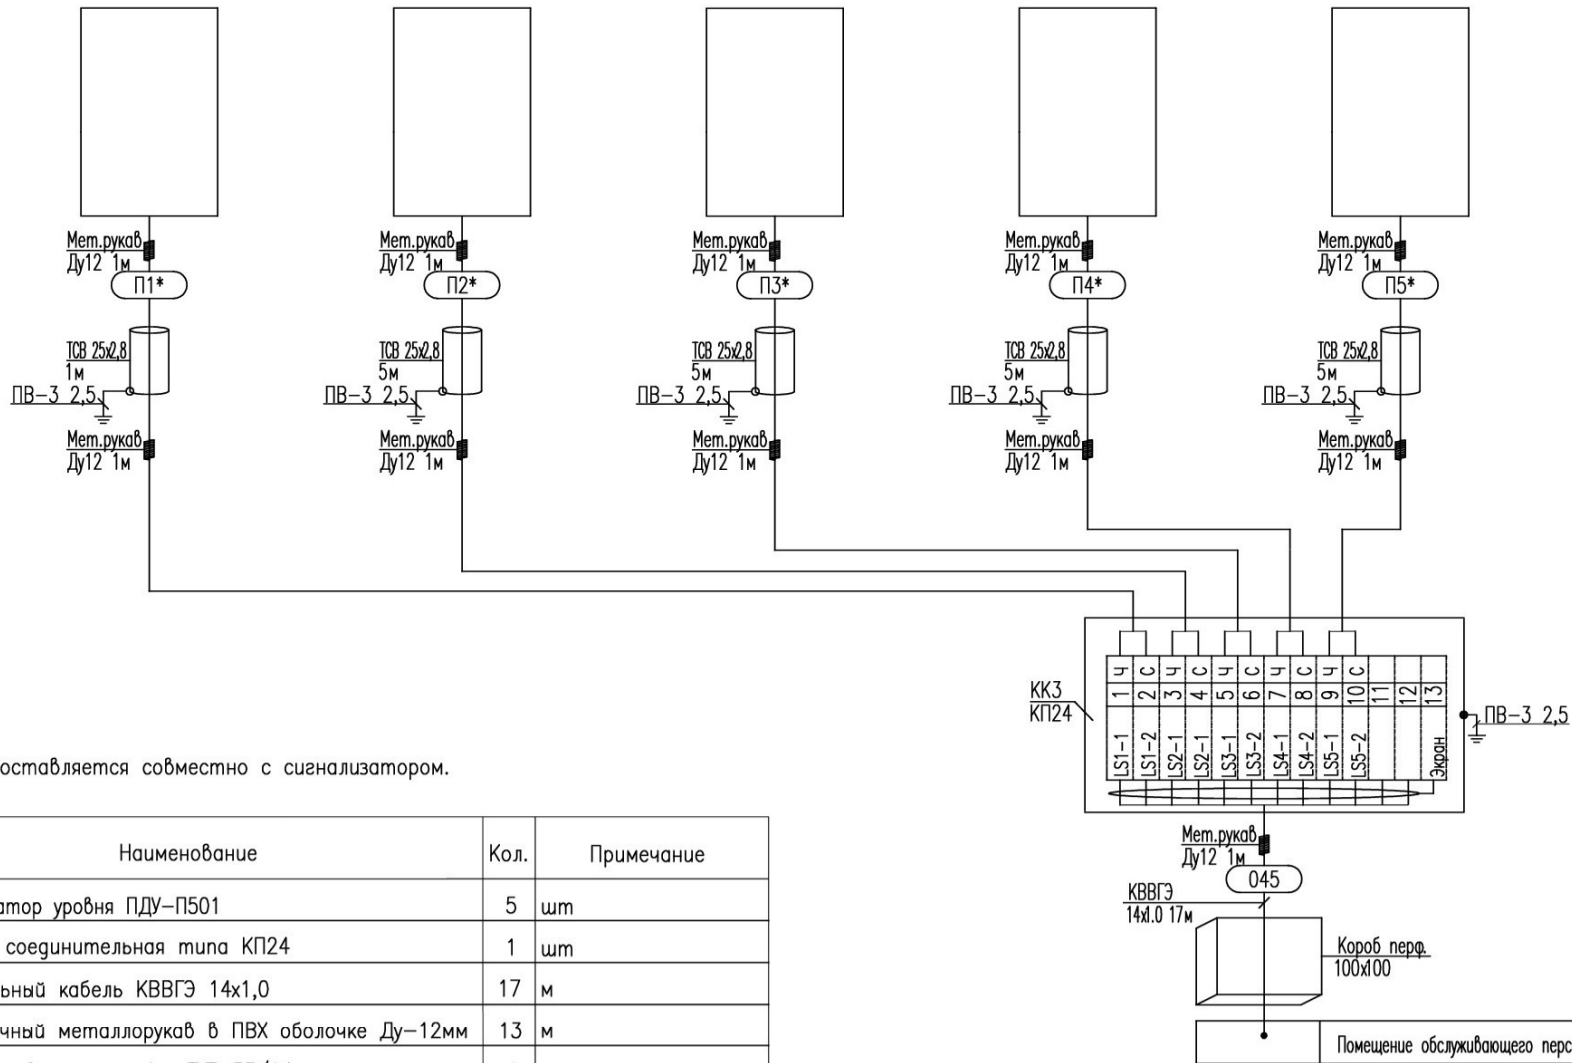 Мет.рукав Мет.рукав Мет.рукав Мет.рукав Мет.рукав
Ду12 1м Ду12 1м Ду12 1м Ду12 1м Ду12 1м
П1* П2* П3* П4* П5*
ТСВ 25х2,8 ТСВ 25х2,8 ТСВ 25х2,8 ТСВ 25х2,8 ТСВ 25х2,8
1м 5м 5м 5м 5м
ПВ-3 2,5 ПВ-3 2,5 ПВ-3 2,5 ПВ-3 2,5 ПВ-3 2,5
Мет.рукав Мет.рукав Мет.рукав Мет.рукав Мет.рукав
Ду12 1м Ду12 1м Ду12 1м Ду12 1м Ду12 1м
Ч С Ч С Ч С Ч С Ч С
1 2 3 4 5 6 7 8 9 10 11 12 13
LS1-1 LS1-2 LS2-1 LS2-1 LS3-1 LS3-2 LS4-1 LS4-2 LS5-1 LS5-2 Экран
КК3
КП24
ПВ-3 2,5
оставляется совместно с сигнализатором.
Наименование Кол. Примечание
атор уровня ПДУ-П501 5 шт
соединительная типа КП24 1 шт
ьный кабель КВВГЭ 14х1,0 17 м
чный металлорукав в ПВХ оболочке Ду-12мм 13 м
Мет.рукав
Ду12 1м
045
КВВГЭ
14х1.0 17м
Короб перф.
100х100
Помещение обслуживающего перс